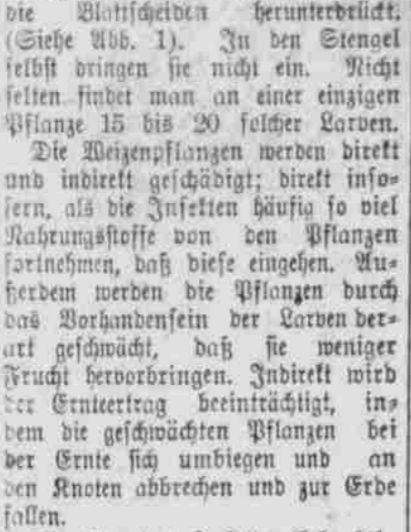 die Blattscheiden herunterdrückt.
(Siehe Abb. 1). In den Stengel
selbst dringen sie nicht ein. Nicht
selten findet man an einer einzigen
Pflanze 15 bis 20 solcher Larven.
Die Weizenpflanzen werden direkt
und indirekt geschädigt; direkt inso=
fern, als die Insekten häufig so viel
Nahrungsstoffe von den Pflanzen
fortnehmen, daß diese eingehen. Au=
ßerdem werden die Pflanzen durch
das Vorhandensein der Larven der=
art geschwächt, daß sie weniger
Frucht hervorbringen. Indirekt wird
der Ernteertrag beeinträchtigt, in=
dem die geschwächten Pflanzen bei
der Ernte sich umbiegen und an
den Knoten abbrechen und zur Erde
fallen.